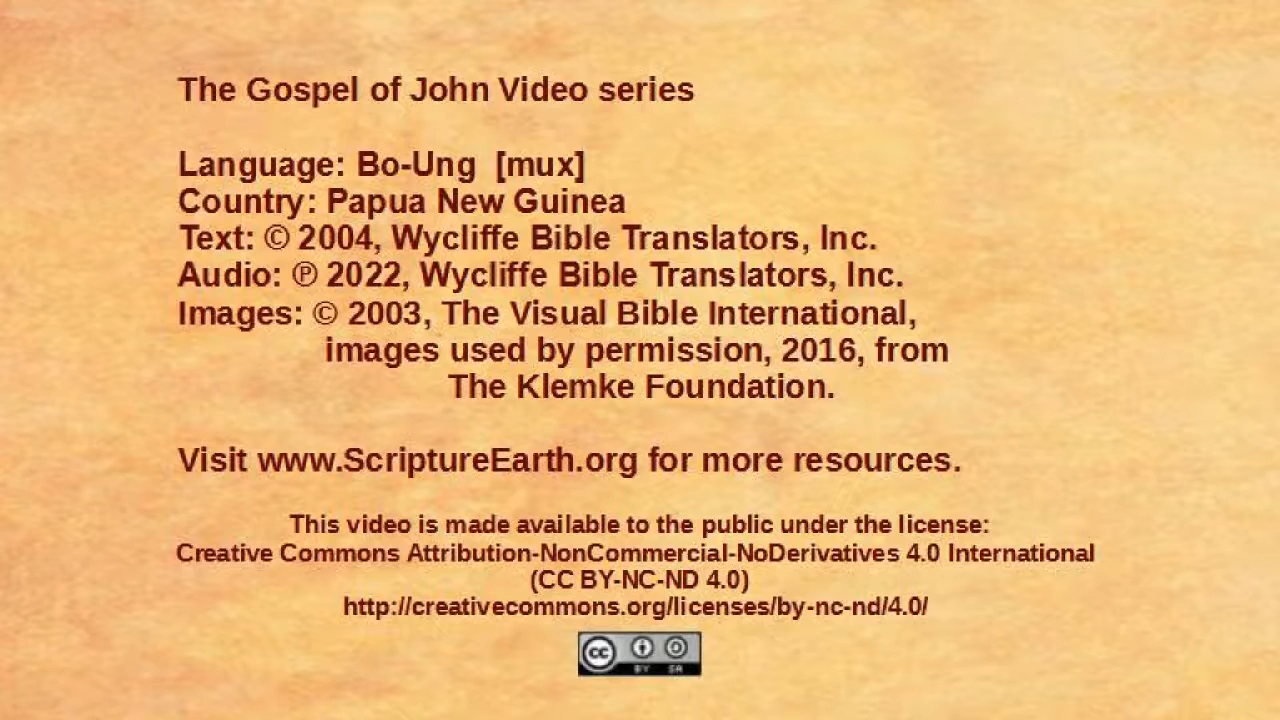 The Gospel of John Video series
Language: Bo-Ung [mux]
Country: Papua New Guinea
Text: © 2004, Wycliffe Bible Translators, Inc.
Audio: ℗ 2022, Wycliffe Bible Translators, Inc.
Images: © 2003, The Visual Bible International,
images used by permission, 2016, from
The Klemke Foundation.
Visit www.ScriptureEarth.org for more resources.
This video is made available to the public under the license:
Creative Commons Attribution-NonCommercial-NoDerivatives 4.0 International
(CC BY-NC-ND 4.0)
http://creativecommons.org/licenses/by-nc-nd/4.0/
cc BY SA